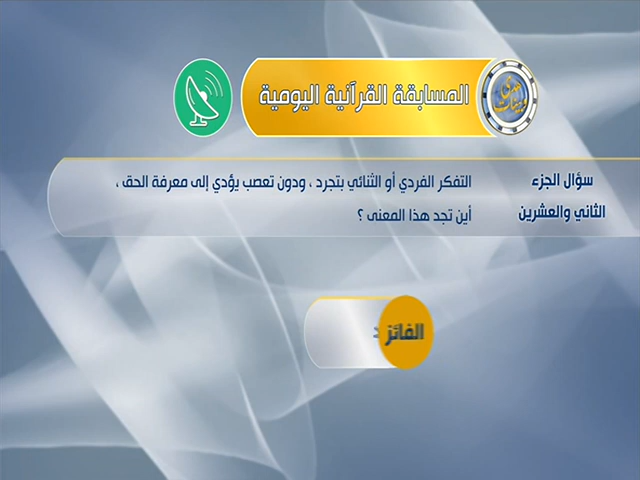 المسابقة القرآنية اليومية
سؤال الجزء
الثاني والعشرين
التفكر الفردي أو الثنائي بتجرد ، ودون تعصب يؤدي إلى معرفة الحق ،
أين تجد هذا المعنى ؟
الفائز